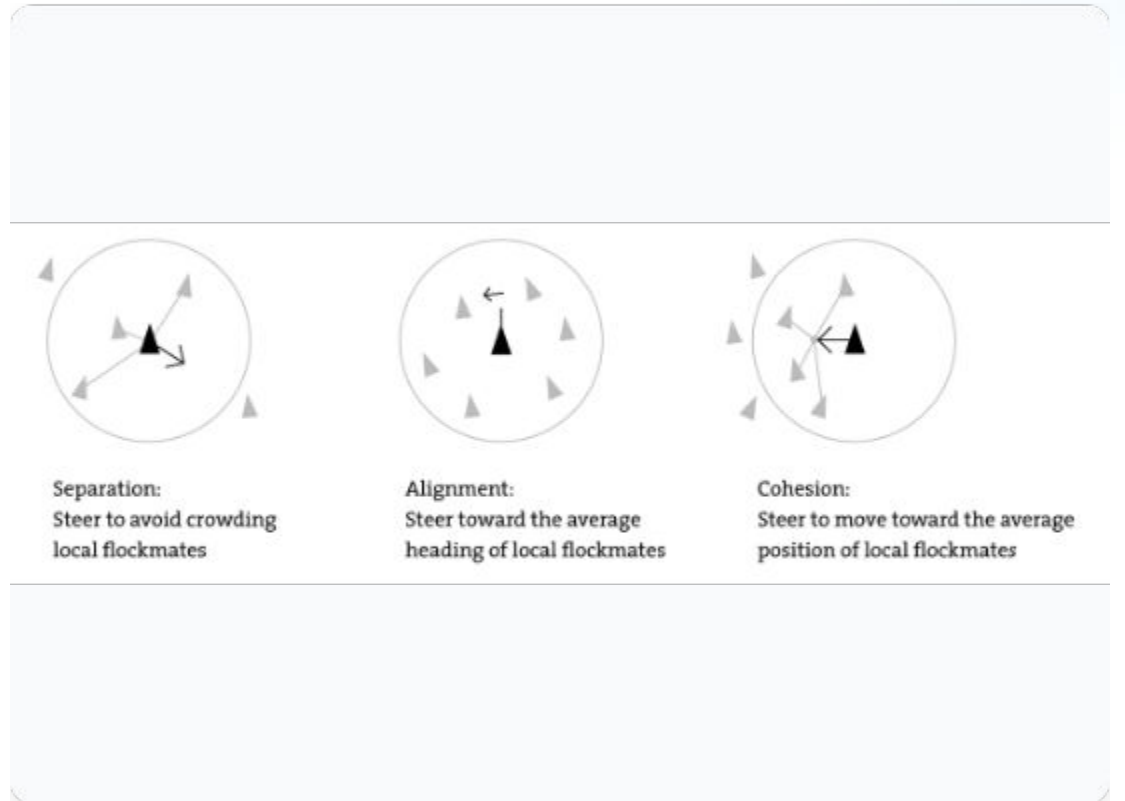 Separation:
Steer to avoid crowding
local flockmates
Alignment:
Steer toward the average
heading of local flockmates
Cohesion:
Steer to move toward the average
position of local flockmates